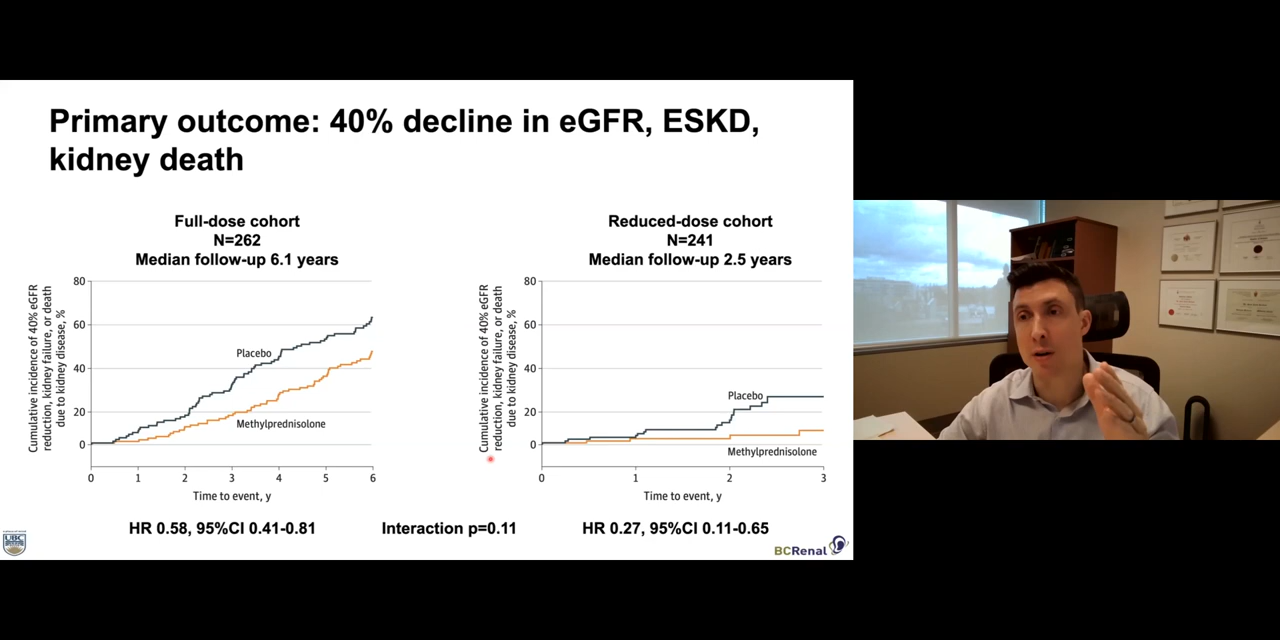 Primary outcome: 40% decline in eGFR, ESKD,
kidney death
Full-dose cohort
N=262
Median follow-up 6.1 years
Cumulative incidence of 40% eGFR
reduction, kidney failure, or death
due to kidney disease, %
80
60
40
20
0
Placebo
Methylprednisolone
0 1 2 3 4 5 6
Time to event, y
HR 0.58, 95%CI 0.41-0.81
Interaction p=0.11
Reduced-dose cohort
N=241
Median follow-up 2.5 years
Cumulative incidence of 40% eGFR
reduction, kidney failure, or death
due to kidney disease, %
80
60
40
20
0
Placebo
Methylprednisolone
0 1 2 3
Time to event, y
HR 0.27, 95%CI 0.11-0.65
UBC
BCRenal